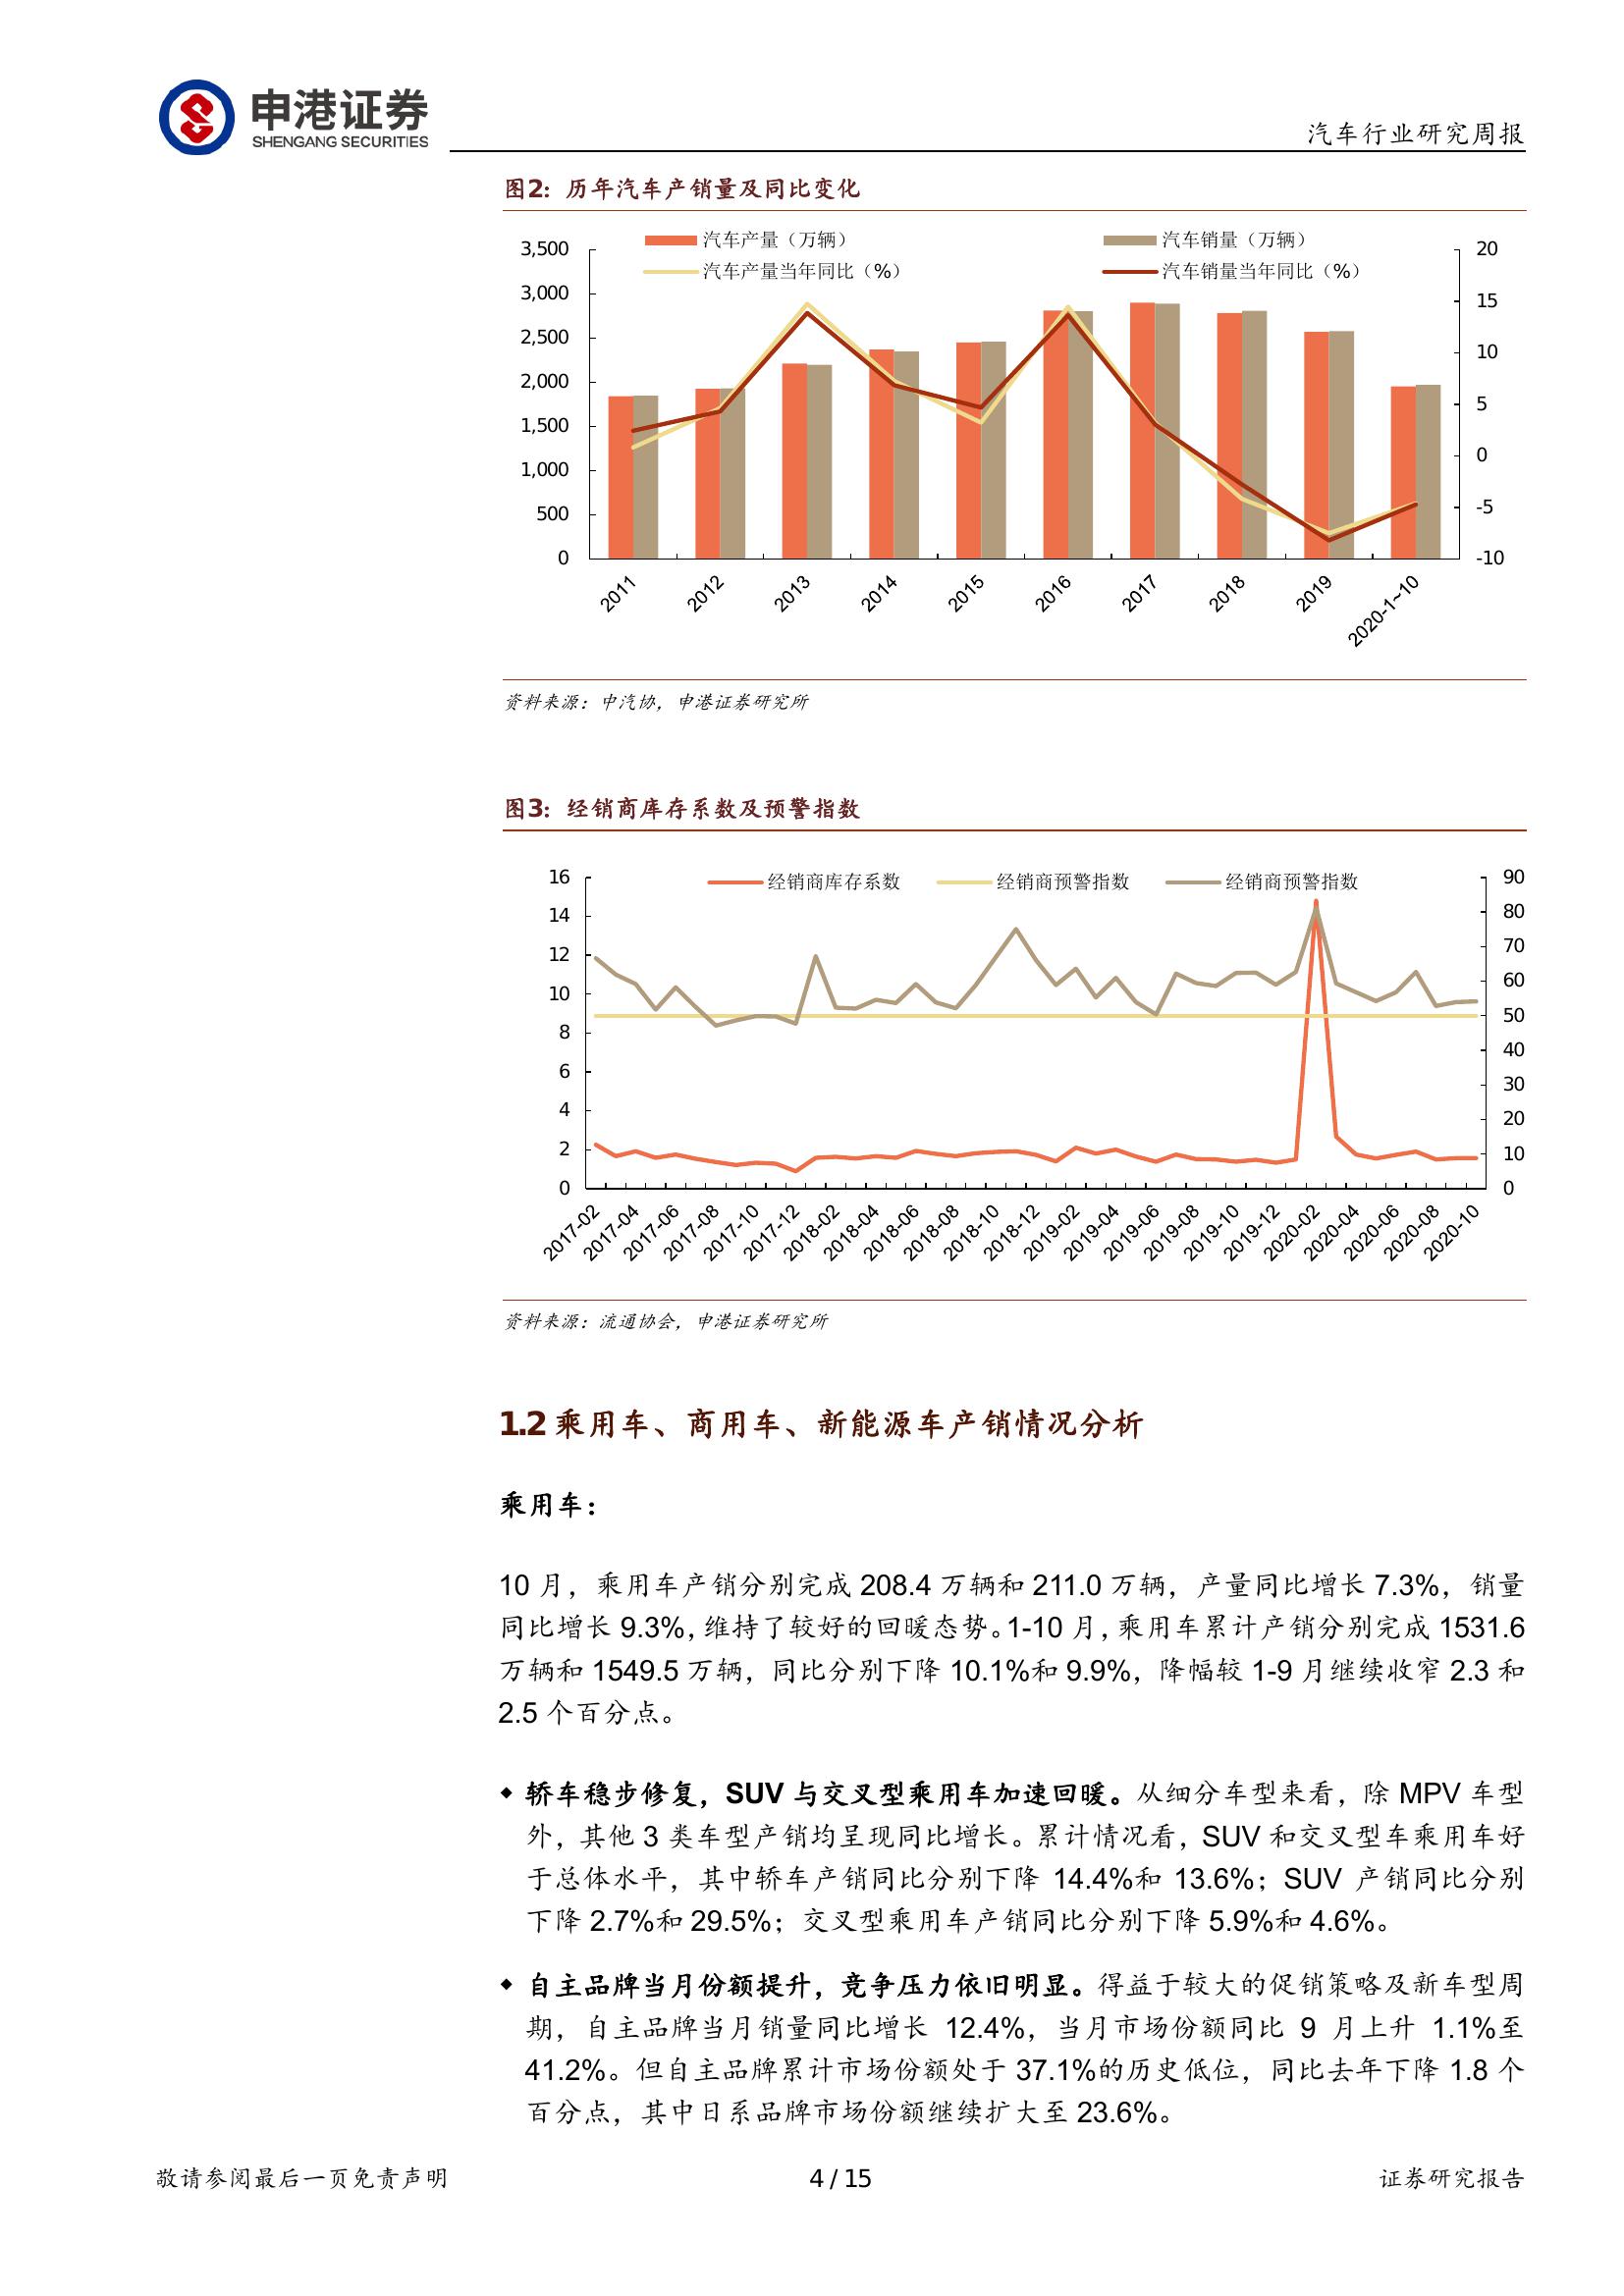 申港证券
SHENGANG SECURITIES
汽车行业研究周报
图2：历年汽车产销量及同比变化
汽车产量（万辆）
汽车销量（万辆）
汽车产量当年同比（%）
汽车销量当年同比（%）
3,500
3,000
2,500
2,000
1,500
1,000
500
0
20
15
10
5
0
-5
-10
2011
2012
2013
2014
2015
2016
2017
2018
2019
2020-1~10
资料来源：中汽协，申港证券研究所
图3：经销商库存系数及预警指数
经销商库存系数
经销商预警指数
经销商预警指数
16
14
12
10
8
6
4
2
0
90
80
70
60
50
40
30
20
10
0
2017-02
2017-04
2017-06
2017-08
2017-10
2017-12
2018-02
2018-04
2018-06
2018-08
2018-10
2018-12
2019-02
2019-04
2019-06
2019-08
2019-10
2019-12
2020-02
2020-04
2020-06
2020-08
2020-10
资料来源：流通协会，申港证券研究所
1.2 乘用车、商用车、新能源车产销情况分析
乘用车：
10 月，乘用车产销分别完成 208.4 万辆和 211.0 万辆，产量同比增长 7.3%，销量
同比增长 9.3%，维持了较好的回暖态势。1-10 月，乘用车累计产销分别完成 1531.6
万辆和 1549.5 万辆，同比分别下降 10.1%和 9.9%，降幅较 1-9 月继续收窄 2.3 和
2.5 个百分点。
◆ 轿车稳步修复，SUV 与交叉型乘用车加速回暖。从细分车型来看，除 MPV 车型
外，其他 3 类车型产销均呈现同比增长。累计情况看，SUV 和交叉型车乘用车好
于总体水平，其中轿车产销同比分别下降 14.4%和 13.6%；SUV 产销同比分别
下降 2.7%和 29.5%；交叉型乘用车产销同比分别下降 5.9%和 4.6%。
◆ 自主品牌当月份额提升，竞争压力依旧明显。得益于较大的促销策略及新车型周
期，自主品牌当月销量同比增长 12.4%，当月市场份额同比 9 月上升 1.1%至
41.2%。但自主品牌累计市场份额处于 37.1%的历史低位，同比去年下降 1.8 个
百分点，其中日系品牌市场份额继续扩大至 23.6%。
敬请参阅最后一页免责声明
4 / 15
证券研究报告